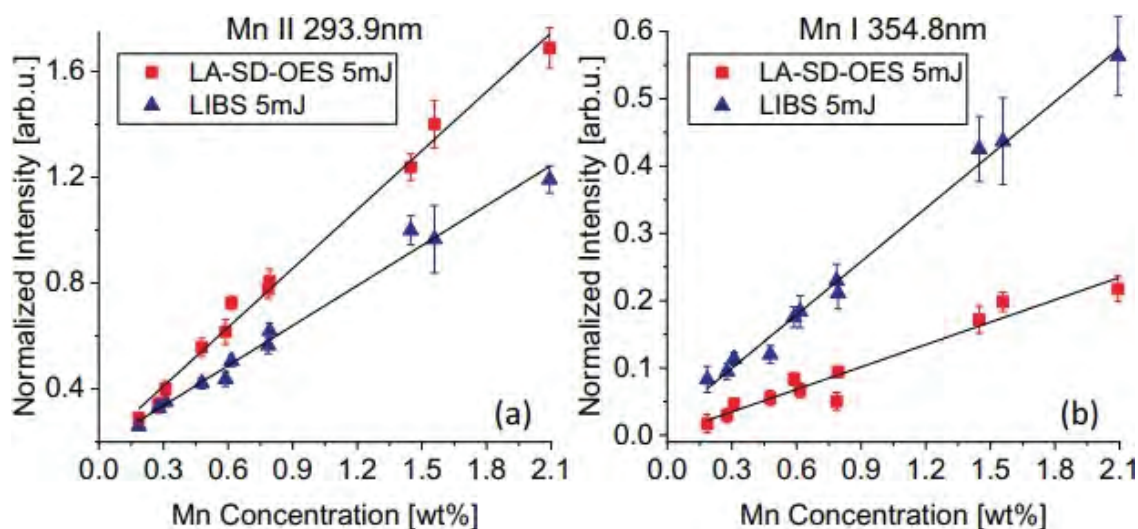 Mn II 293.9nm
LA-SD-OES 5mJ
LIBS 5mJ
Normalized Intensity [arb.u.]
1.6
1.2
0.8
0.4
(a)
0.0 0.3 0.6 0.9 1.2 1.5 1.8 2.1
Mn Concentration [wt%]
Mn I 354.8nm
LA-SD-OES 5mJ
LIBS 5mJ
Normalized Intensity [arb.u.]
0.6
0.5
0.4
0.3
0.2
0.1
0.0
(b)
0.0 0.3 0.6 0.9 1.2 1.5 1.8 2.1
Mn Concentration [wt%]